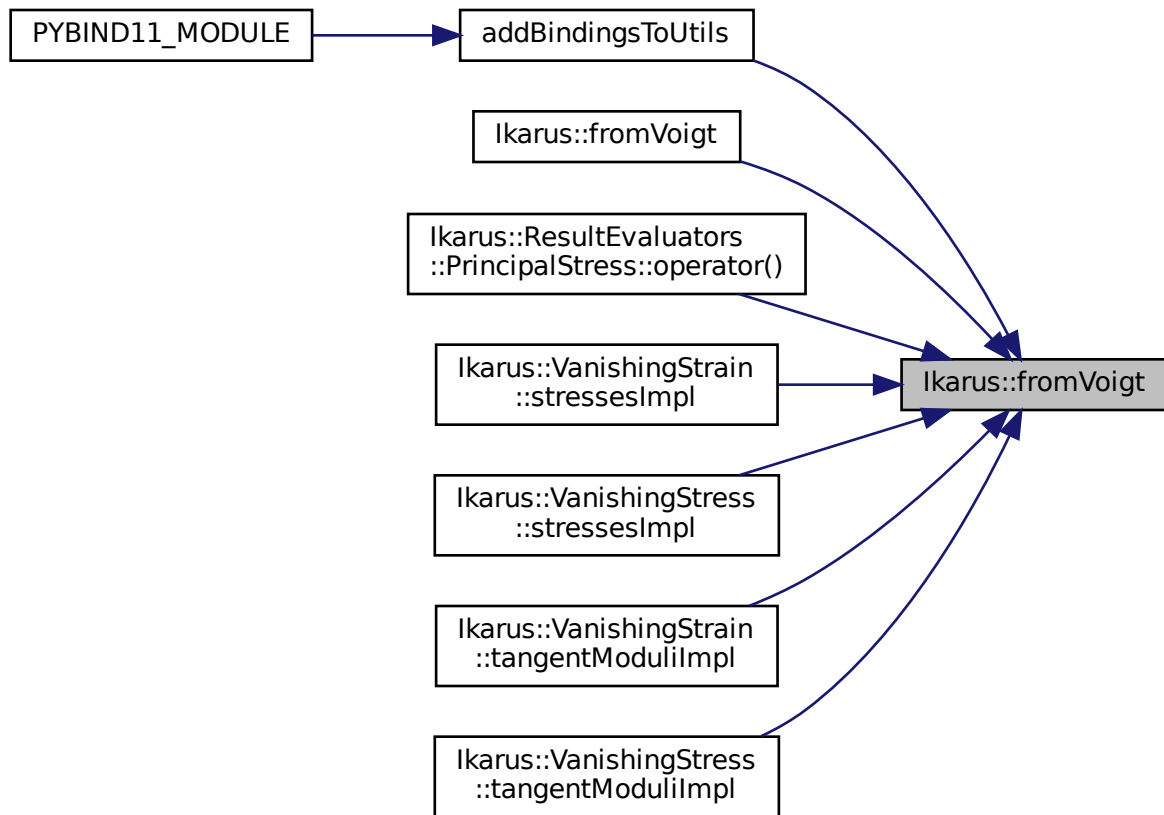 PYBIND11_MODULE
addBindingsToUtils
Ikarus::fromVoigt
Ikarus::ResultEvaluators
::PrincipalStress::operator()
Ikarus::VanishingStrain
::stressesImpl
Ikarus::fromVoigt
Ikarus::VanishingStress
::stressesImpl
Ikarus::VanishingStrain
::tangentModuliImpl
Ikarus::VanishingStress
::tangentModuliImpl